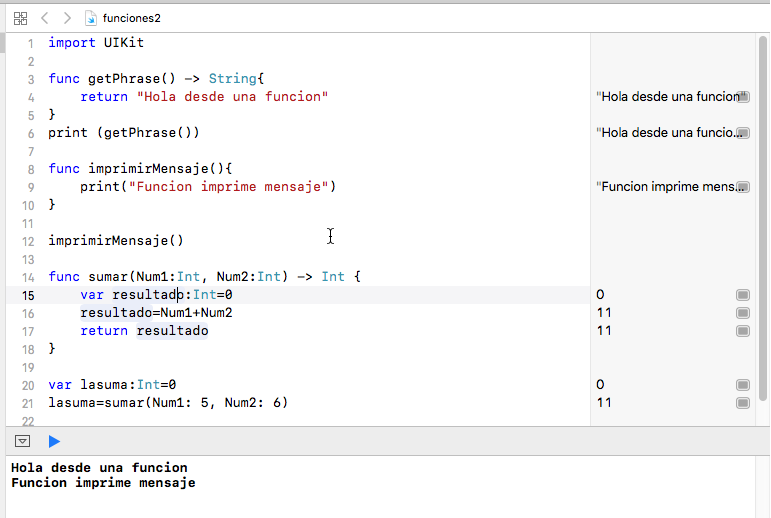 funciones2
1 import UIKit
2
3 func getPhrase() -> String{ 
4 return "Hola desde una funcion" "Hola desde una funcion"
5 }
6 print (getPhrase()) "Hola desde una funcio...
7
8 func imprimirMensaje(){
9 print("Funcion imprime mensaje") "Funcion imprime mens...
10 }
11
12 imprimirMensaje()
13
14 func sumar(Num1:Int, Num2:Int) -> Int {
15 var resultado:Int=0 0
16 resultado=Num1+Num2 11
17 return resultado 11
18 }
19
20 var lasuma:Int=0 0
21 lasuma=sumar(Num1: 5, Num2: 6) 11
22
Hola desde una funcion
Funcion imprime mensaje